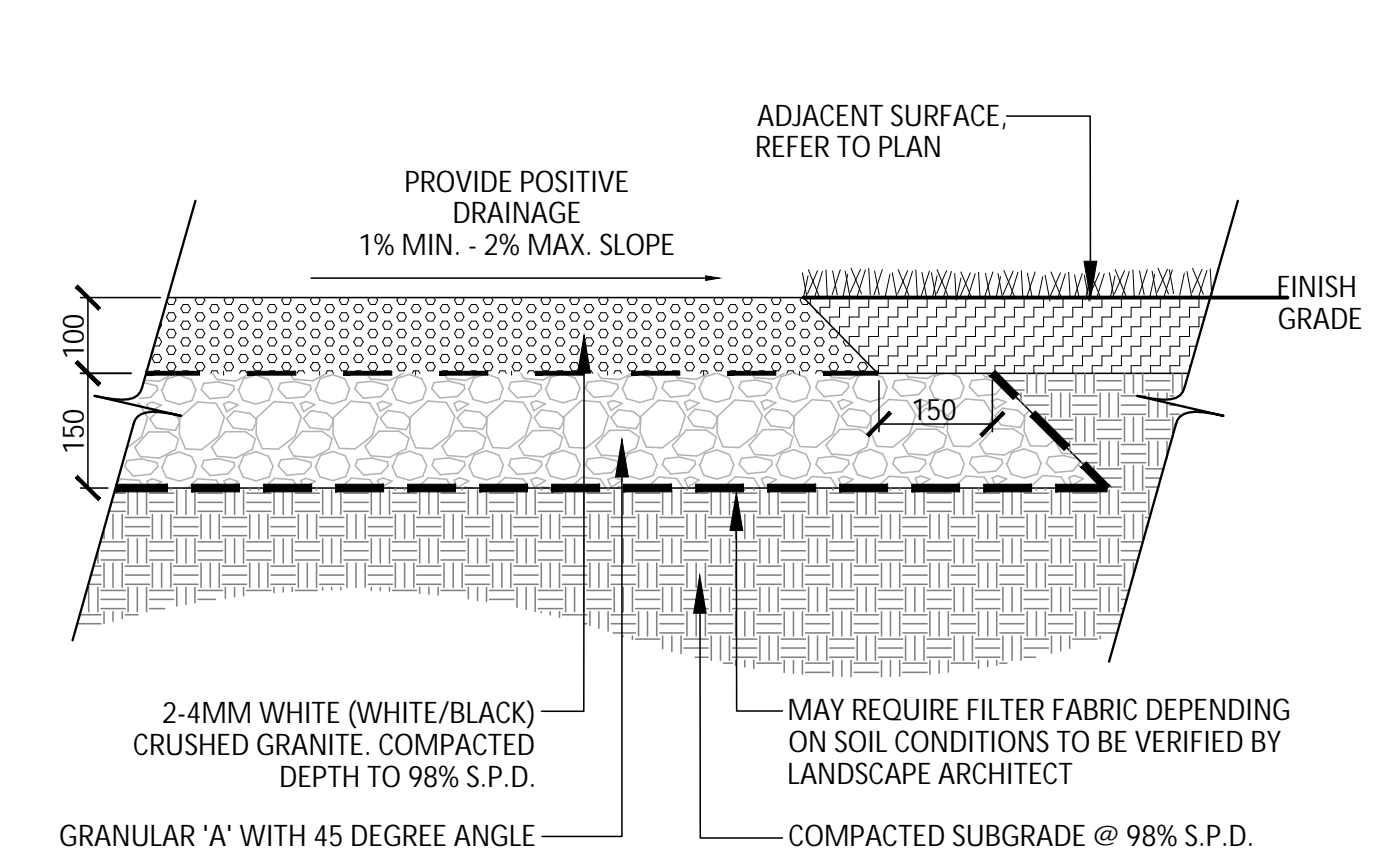 ADJACENT SURFACE,
REFER TO PLAN
PROVIDE POSITIVE
DRAINAGE
1% MIN. - 2% MAX. SLOPE
FINISH
GRADE
100
150
150
2-4MM WHITE (WHITE/BLACK)
CRUSHED GRANITE. COMPACTED
DEPTH TO 98% S.P.D.
GRANULAR 'A' WITH 45 DEGREE ANGLE
MAY REQUIRE FILTER FABRIC DEPENDING
ON SOIL CONDITIONS TO BE VERIFIED BY
LANDSCAPE ARCHITECT
COMPACTED SUBGRADE @ 98% S.P.D.